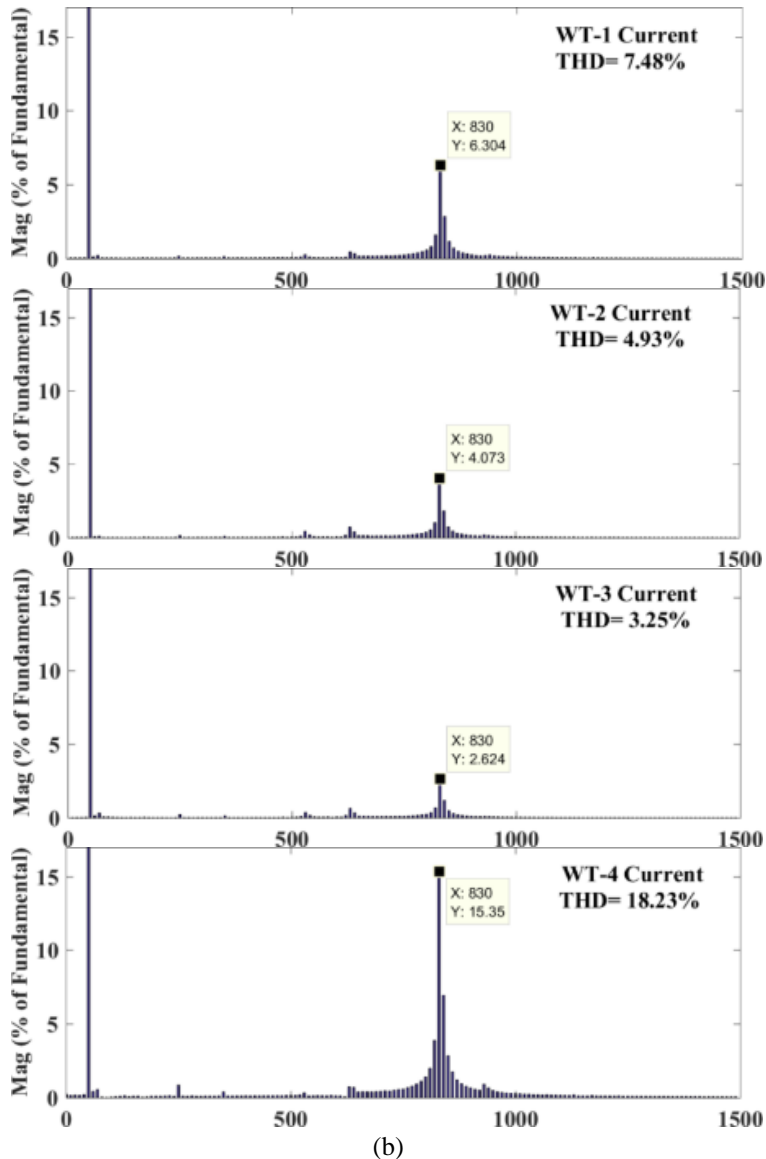 WT-1 Current
THD= 7.48%
X: 830
Y: 6.304
Mag (% of Fundamental)
15
10
5
0
0 500 1000 1500
WT-2 Current
THD= 4.93%
X: 830
Y: 4.073
Mag (% of Fundamental)
15
10
5
0
0 500 1000 1500
WT-3 Current
THD= 3.25%
X: 830
Y: 2.624
Mag (% of Fundamental)
15
10
5
0
0 500 1000 1500
WT-4 Current
THD= 18.23%
X: 830
Y: 15.35
Mag (% of Fundamental)
15
10
5
0
0 500 1000 1500
(b)